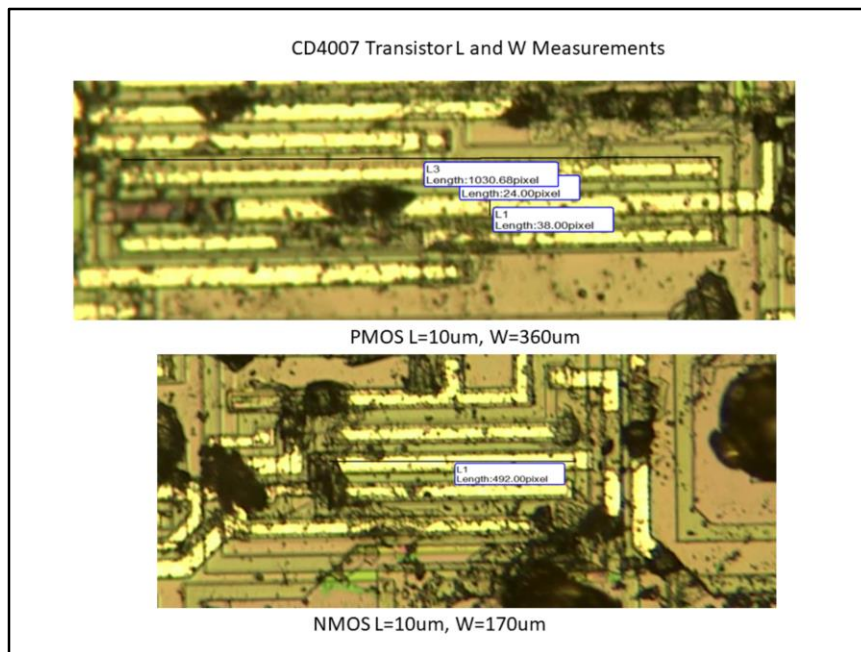 CD4007 Transistor L and W Measurements
L3
Length:1030.68pixel
Length:24.00pixel
L1
Length:38.00pixel
PMOS L=10um, W=360um
L1
Length:492.00pixel
NMOS L=10um, W=170um